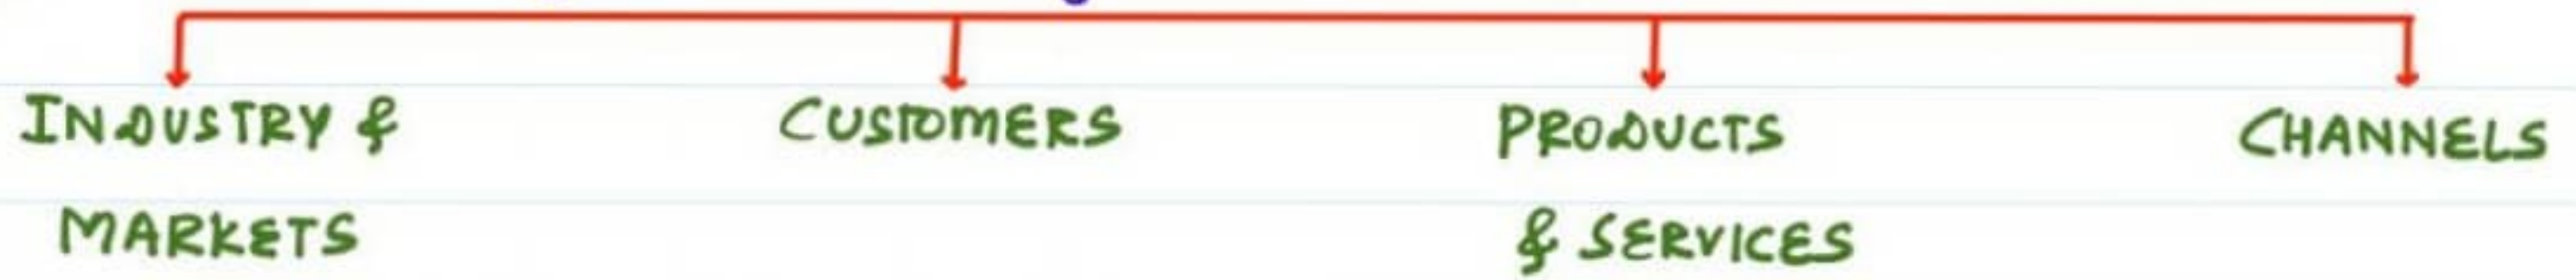 INDUSTRY & CUSTOMERS PRODUCTS CHANNELS
MARKETS & SERVICES